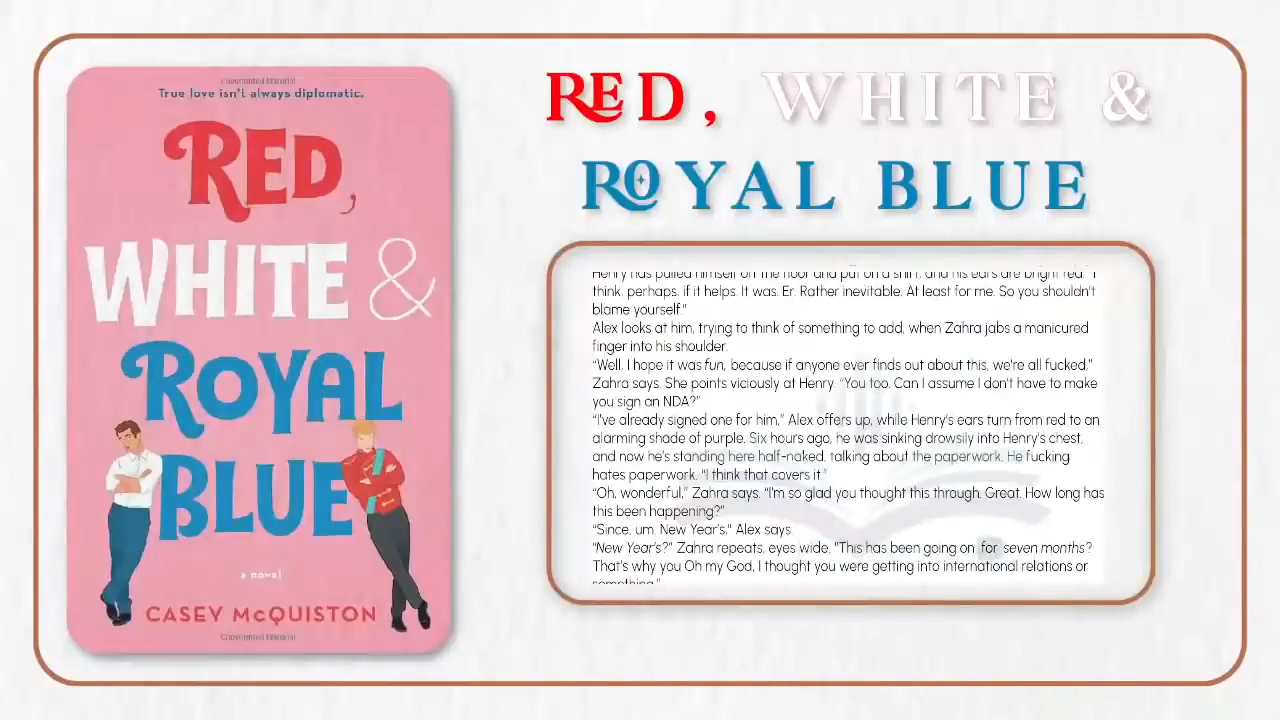 Copyrighted Material
True love isn't always diplomatic.
RED,
WHITE &
ROYAL
BLUE
a novel
CASEY McQUISTON
Copyrighted Material
RED, WHITE &
ROYAL BLUE
Henry has pulled himself off the floor and put on a shirt, and his ears are bright red. "I
think, perhaps, if it helps. It was. Er. Rather inevitable. At least for me. So you shouldn't
blame yourself."
Alex looks at him, trying to think of something to add, when Zahra jabs a manicured
finger into his shoulder.
"Well, I hope it was fun, because if anyone ever finds out about this, we're all fucked,"
Zahra says. She points viciously at Henry. "You too. Can I assume I don't have to make
you sign an NDA?"
"I've already signed one for him," Alex offers up, while Henry's ears turn from red to an
alarming shade of purple. Six hours ago, he was sinking drowsily into Henry's chest,
and now he's standing here half-naked, talking about the paperwork. He fucking
hates paperwork. "I think that covers it."
"Oh, wonderful," Zahra says. "I'm so glad you thought this through. Great. How long has
this been happening?"
"Since, um. New Year's," Alex says.
"New Year's?" Zahra repeats, eyes wide. "This has been going on for seven months?
That's why you Oh my God, I thought you were getting into international relations or
something."